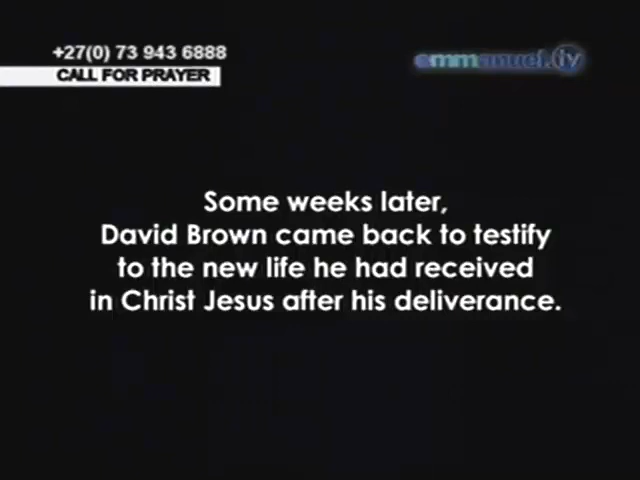 +27(0) 73 943 6888
CALL FOR PRAYER
emmanuel.tv
Some weeks later,
David Brown came back to testify
to the new life he had received
in Christ Jesus after his deliverance.